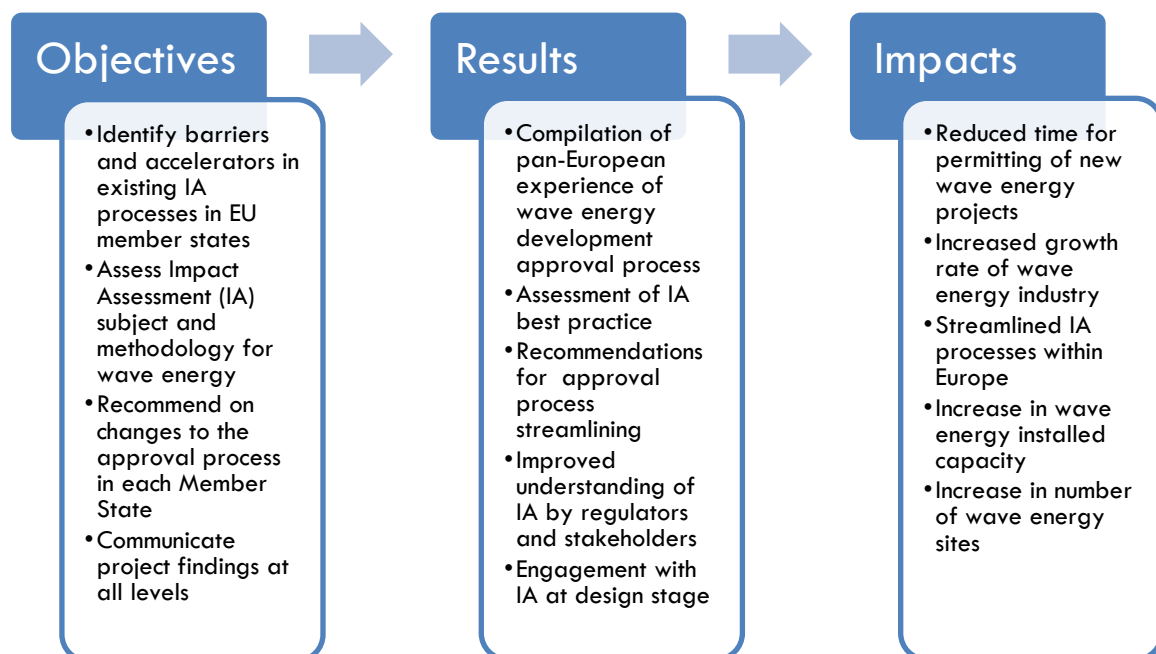 Objectives
•Identify barriers
and accelerators in
existing IA
processes in EU
member states
•Assess Impact
Assessment (IA)
subject and
methodology for
wave energy
•Recommend on
changes to the
approval process
in each Member
State
•Communicate
project findings at
all levels
Results
•Compilation of
pan-European
experience of
wave energy
development
approval process
•Assessment of IA
best practice
•Recommendations
for approval
process
streamlining
•Improved
understanding of
IA by regulators
and stakeholders
•Engagement with
IA at design stage
Impacts
•Reduced time for
permitting of new
wave energy
projects
•Increased growth
rate of wave
energy industry
•Streamlined IA
processes within
Europe
•Increase in wave
energy installed
capacity
•Increase in number
of wave energy
sites